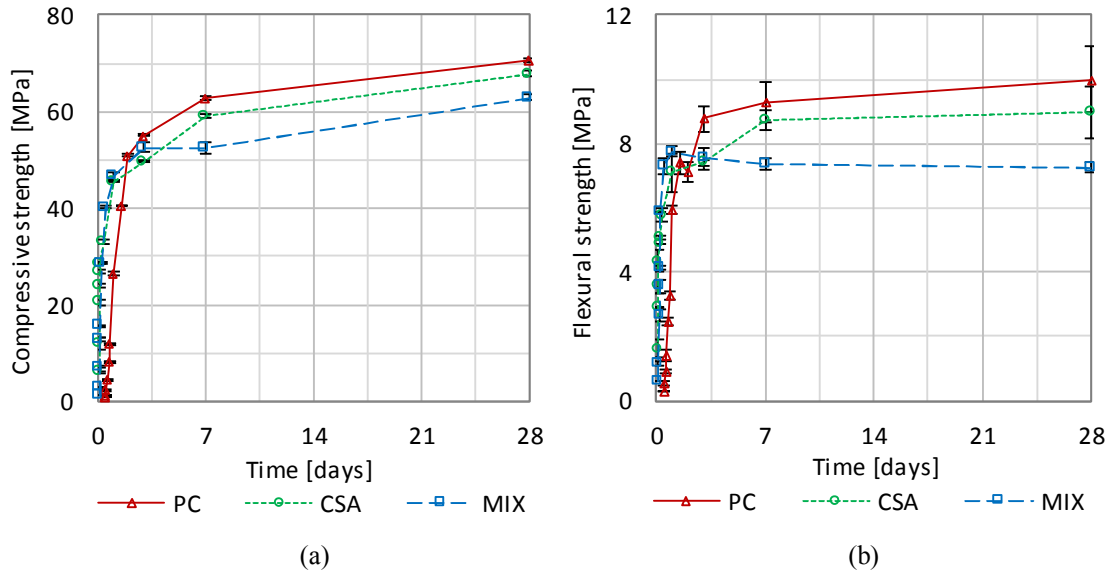 Compressive strength [MPa]
80
60
40
20
0
0 7 14 21 28
Time [days]
PC CSA MIX
(a)
Flexural strength [MPa]
12
8
4
0
0 7 14 21 28
Time [days]
PC CSA MIX
(b)